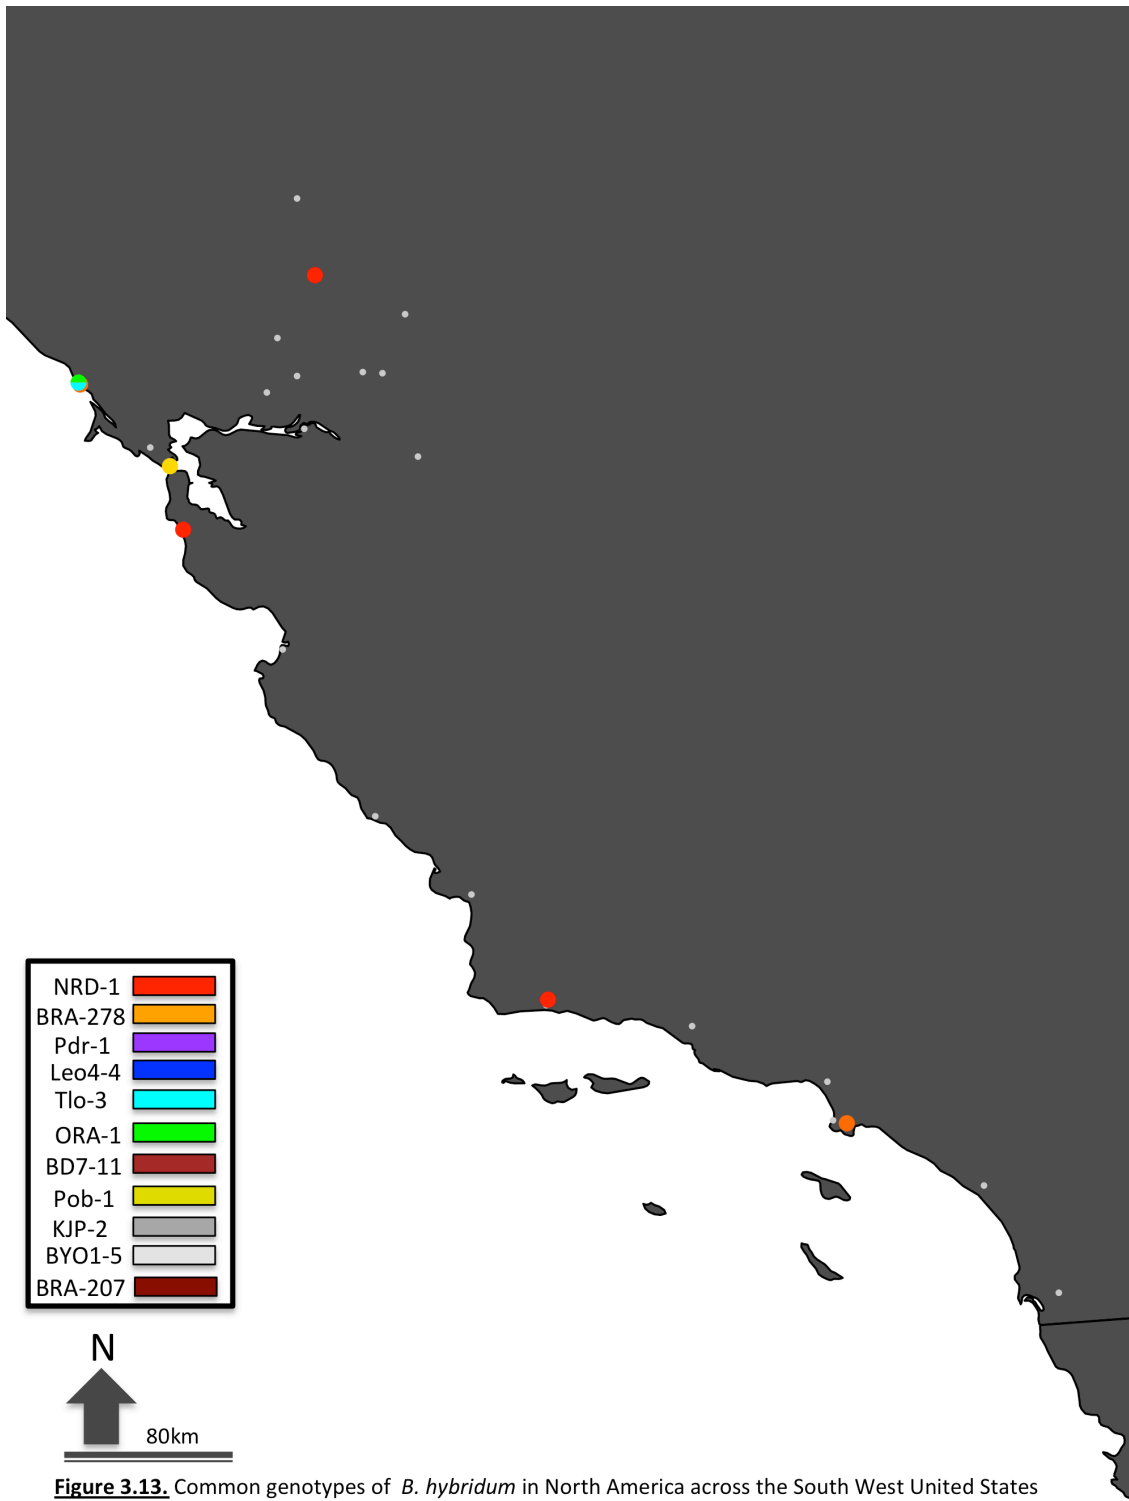 NRD-1
BRA-278
Pdr-1
Leo4-4
Tlo-3
ORA-1
BD7-11
Pob-1
KJP-2
BYO1-5
BRA-207
N
80km
Figure 3.13. Common genotypes of B. hybridum in North America across the South West United States